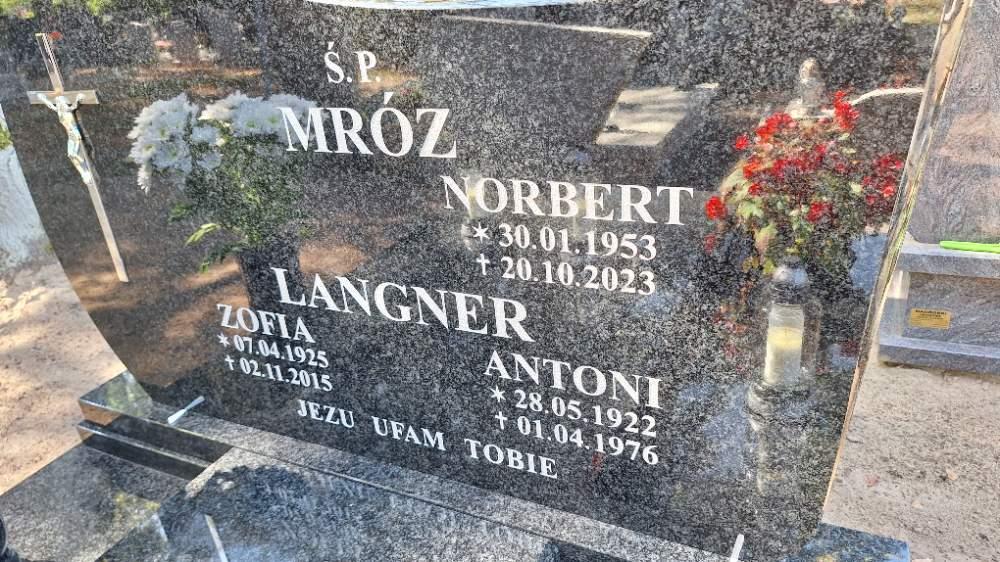 Ś.P.
MRÓZ
NORBERT
* 30.01.1953
† 20.10.2023
LANGNER
ZOFIA
* 07.04.1925
† 02.11.2015
ANTONI
* 28.05.1922
† 01.04.1976
JEZU UFAM TOBIE